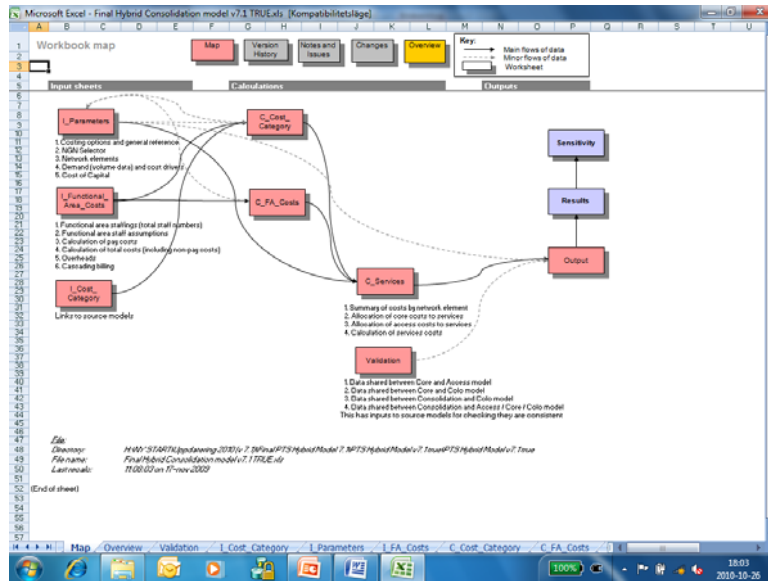 Microsoft Excel - Final Hybrid Consolidation model v7.1 TRUE.xls [Kompatibilitetsläge]
A B C D E F G H I J K L M N O P Q R S T U
Workbook map
Map
Version History
Notes and Issues
Changes
Overview
Key:
Main flows of data
Minor flows of data
Worksheet
Input sheets
Calculations
Outputs
I_Parameters
1. Costing options and general reference
2. NGN Selector
3. Network elements
4. Demand (volume data) and cost drivers
5. Cost of Capital
C_Cost_Category
Sensitivity
I_Functional_Area_Costs
1. Functional area staffings (total staff numbers)
2. Functional area staff assumptions
3. Calculation of pay costs
4. Calculation of total costs (including non-pay costs)
5. Overheads
6. Cascading billing
C_FA_Costs
Results
Output
I_Cost_Category
Links to source models
C_Services
1. Summary of costs by network element
2. Allocation of core costs to services
3. Allocation of access costs to services
4. Calculation of services costs
Validation
1. Data shared between Core and Access model
2. Data shared between Core and Colo model
3. Data shared between Consolidation and Colo model
4. Data shared between Consolidation and Access / Core / Colo model
This has inputs to source models for checking they are consistent
File:
Directory:
File name: Final Hybrid Consolidation model v7.1 TRUE.xls
Last recalc: 11:08:03 on 17-nov 2009
(End of sheet)
Map Overview Validation I_Cost_Category I_Parameters I_FA_Costs C_Cost_Category C_FA_Costs
100%
18:03
2010-10-26